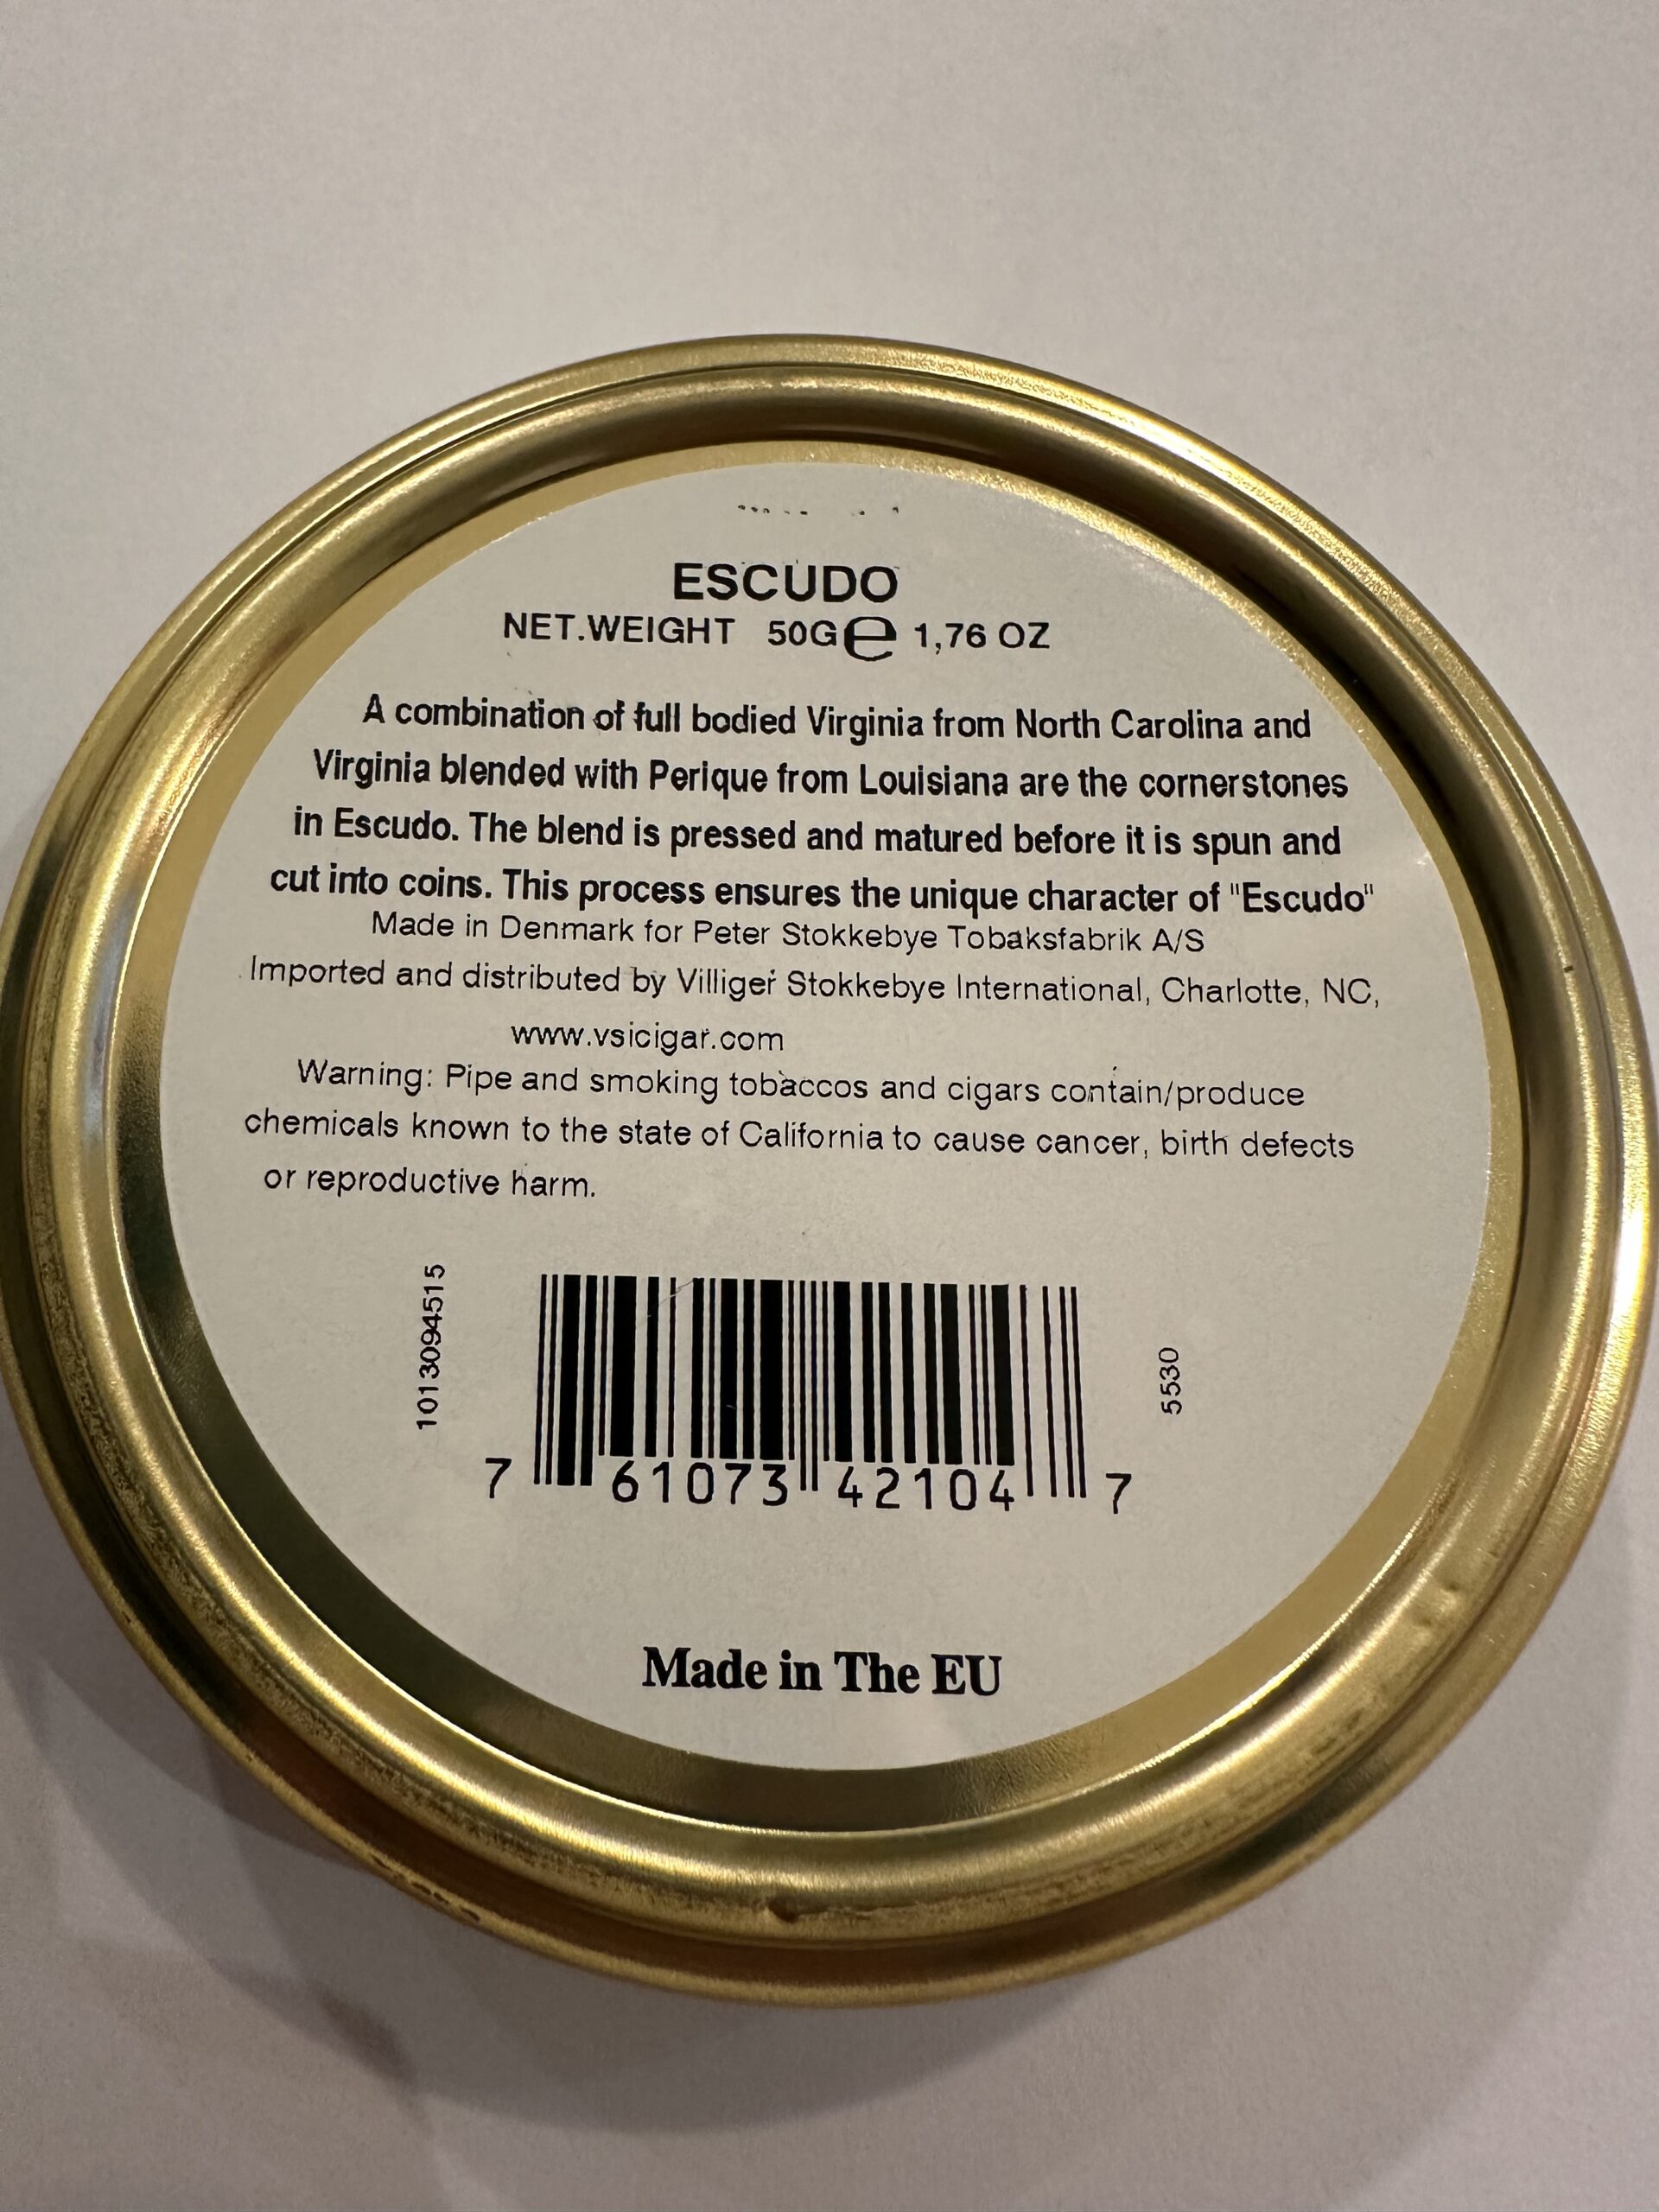 ESCUDO
NET.WEIGHT 50G e 1,76 OZ
A combination of full bodied Virginia from North Carolina and
Virginia blended with Perique from Louisiana are the cornerstones
in Escudo. The blend is pressed and matured before it is spun and
cut into coins. This process ensures the unique character of "Escudo"
Made in Denmark for Peter Stokkebye Tobaksfabrik A/S
Imported and distributed by Villiger Stokkebye International, Charlotte, NC,
www.vsicigar.com
Warning: Pipe and smoking tobaccos and cigars contain/produce
chemicals known to the state of California to cause cancer, birth defects
or reproductive harm.
1013094515
5530
7 61073 42104 7
Made in The EU